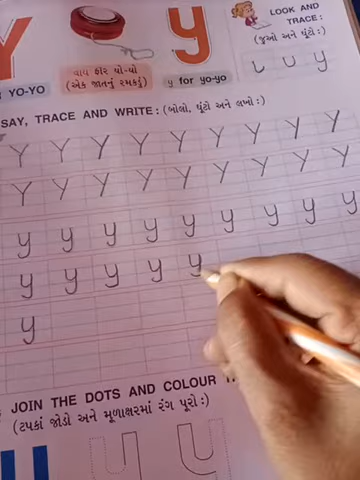 Y y LOOK AND
TRACE:
(જુઓ અને ઘૂંટો:)
YO-YO
વાય ફૉર યો-યો
(એક જાતનું રમકડું)
y for yo-yo
y
SAY, TRACE AND WRITE: (બોલો, ઘૂંટો અને લખો:)
Y Y Y Y Y Y Y Y Y
Y Y Y Y Y Y Y Y Y
y y y y y y y y y
y y y y y
y
JOIN THE DOTS AND COLOUR
(ટપકાં જોડો અને મૂળાક્ષરમાં રંગ પૂરો:)
y y